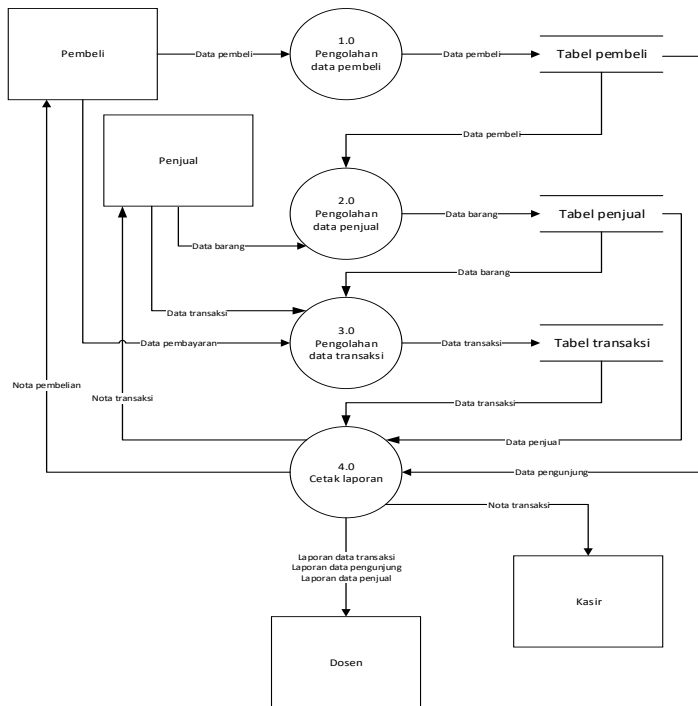 Pembeli
Data pembeli
1.0
Pengolahan
data pembeli
Data pembeli
Tabel pembeli
Data pembeli
Penjual
2.0
Pengolahan
data penjual
Data barang
Tabel penjual
Data barang
Data barang
Data transaksi
3.0
Pengolahan
data transaksi
Data pembayaran
Data transaksi
Tabel transaksi
Nota pembelian
Nota transaksi
Data transaksi
Data penjual
4.0
Cetak laporan
Data pengunjung
Nota transaksi
Laporan data transaksi
Laporan data pengunjung
Laporan data penjual
Kasir
Dosen